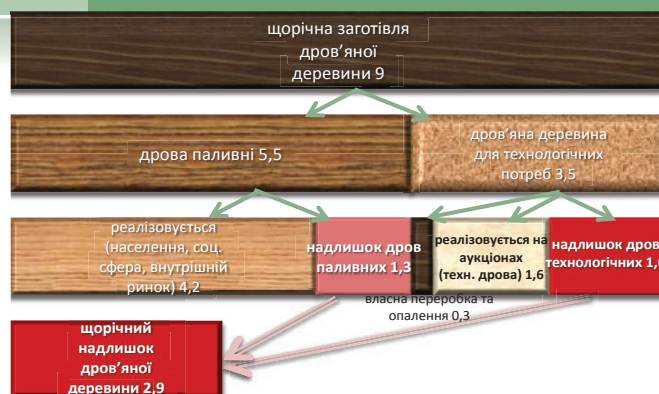 щорічна заготівля
дров’яної
деревини 9
дрова паливні 5,5
дров’яна деревина
для технологічних
потреб 3,5
реалізовується
(населення, соц.
сфера, внутрішній
ринок) 4,2
надлишок дров
паливних 1,3
реалізовується на
аукціонах
(техн. дрова) 1,6
надлишок дров
технологічних 1,6
власна переробка та
опалення 0,3
щорічний
надлишок
дров’яної
деревини 2,9